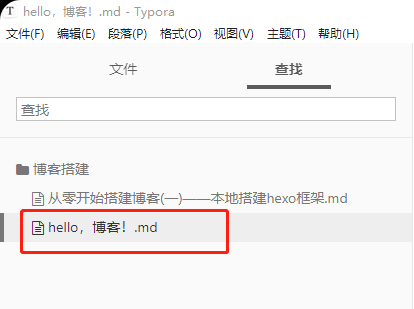 T hello，博客！.md - Typora
文件(F) 编辑(E) 段落(P) 格式(O) 视图(V) 主题(T) 帮助(H)
文件 查找
查找
博客搭建
从零开始搭建博客(一)——本地搭建hexo框架.md
hello，博客！.md